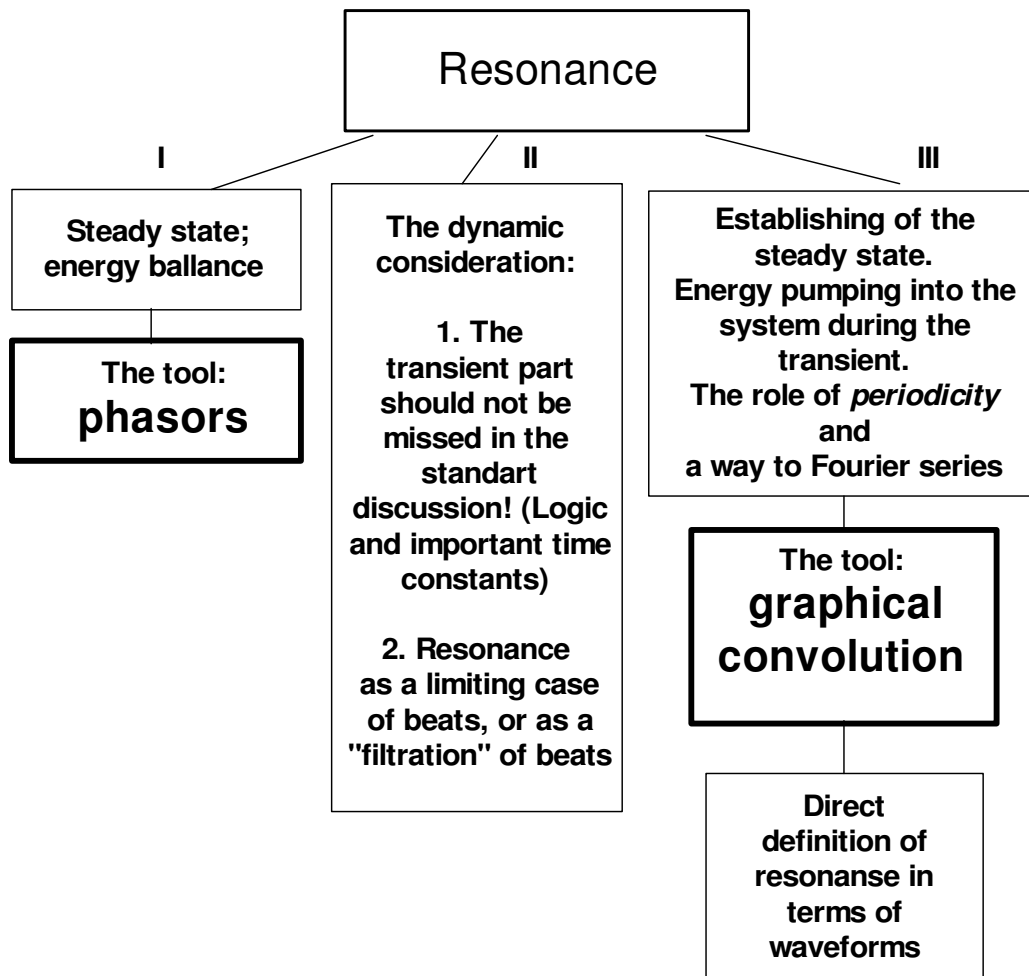 Resonance
I
Steady state;
energy ballance
The tool:
phasors
II
The dynamic
consideration:
1. The
transient part
should not be
missed in the
standart
discussion! (Logic
and important time
constants)
2. Resonance
as a limiting case
of beats, or as a
"filtration" of beats
III
Establishing of the
steady state.
Energy pumping into the
system during the
transient.
The role of periodicity
and
a way to Fourier series
The tool:
graphical
convolution
Direct
definition of
resonanse in
terms of
waveforms